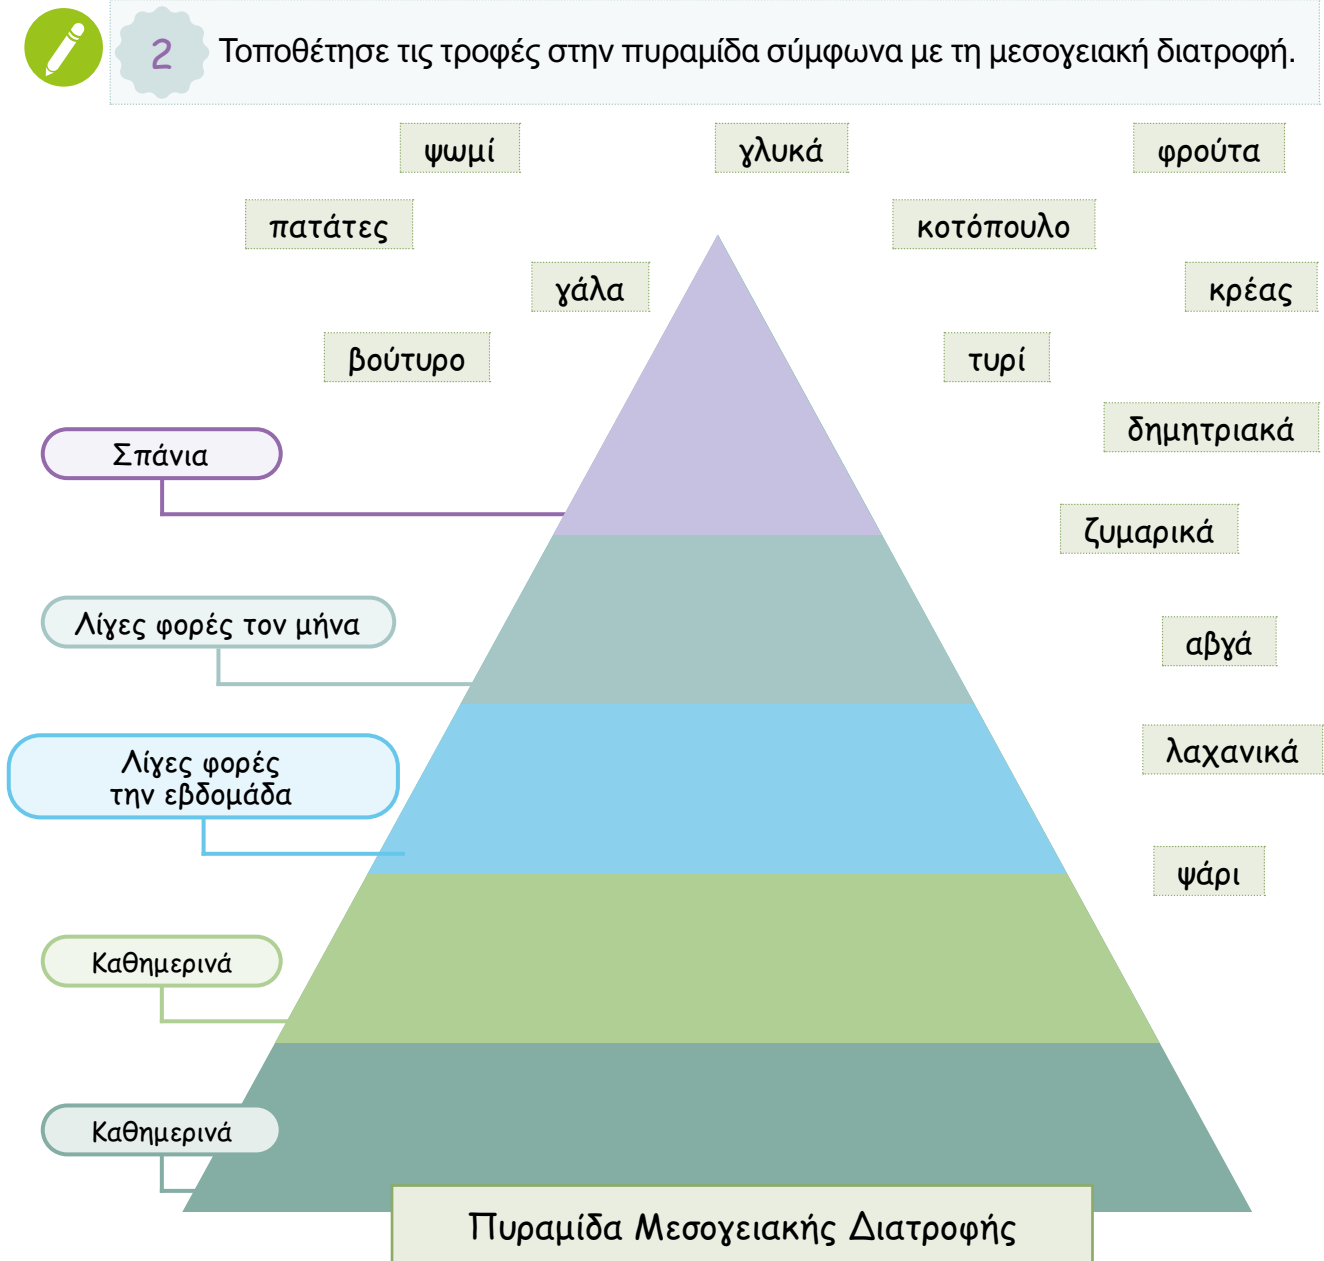 2 Τοποθέτησε τις τροφές στην πυραμίδα σύμφωνα με τη μεσογειακή διατροφή.
ψωμί
γλυκά
φρούτα
πατάτες
κοτόπουλο
γάλα
κρέας
βούτυρο
τυρί
δημητριακά
Σπάνια
ζυμαρικά
Λίγες φορές τον μήνα
αβγά
λαχανικά
Λίγες φορές
την εβδομάδα
ψάρι
Καθημερινά
Καθημερινά
Πυραμίδα Μεσογειακής Διατροφής